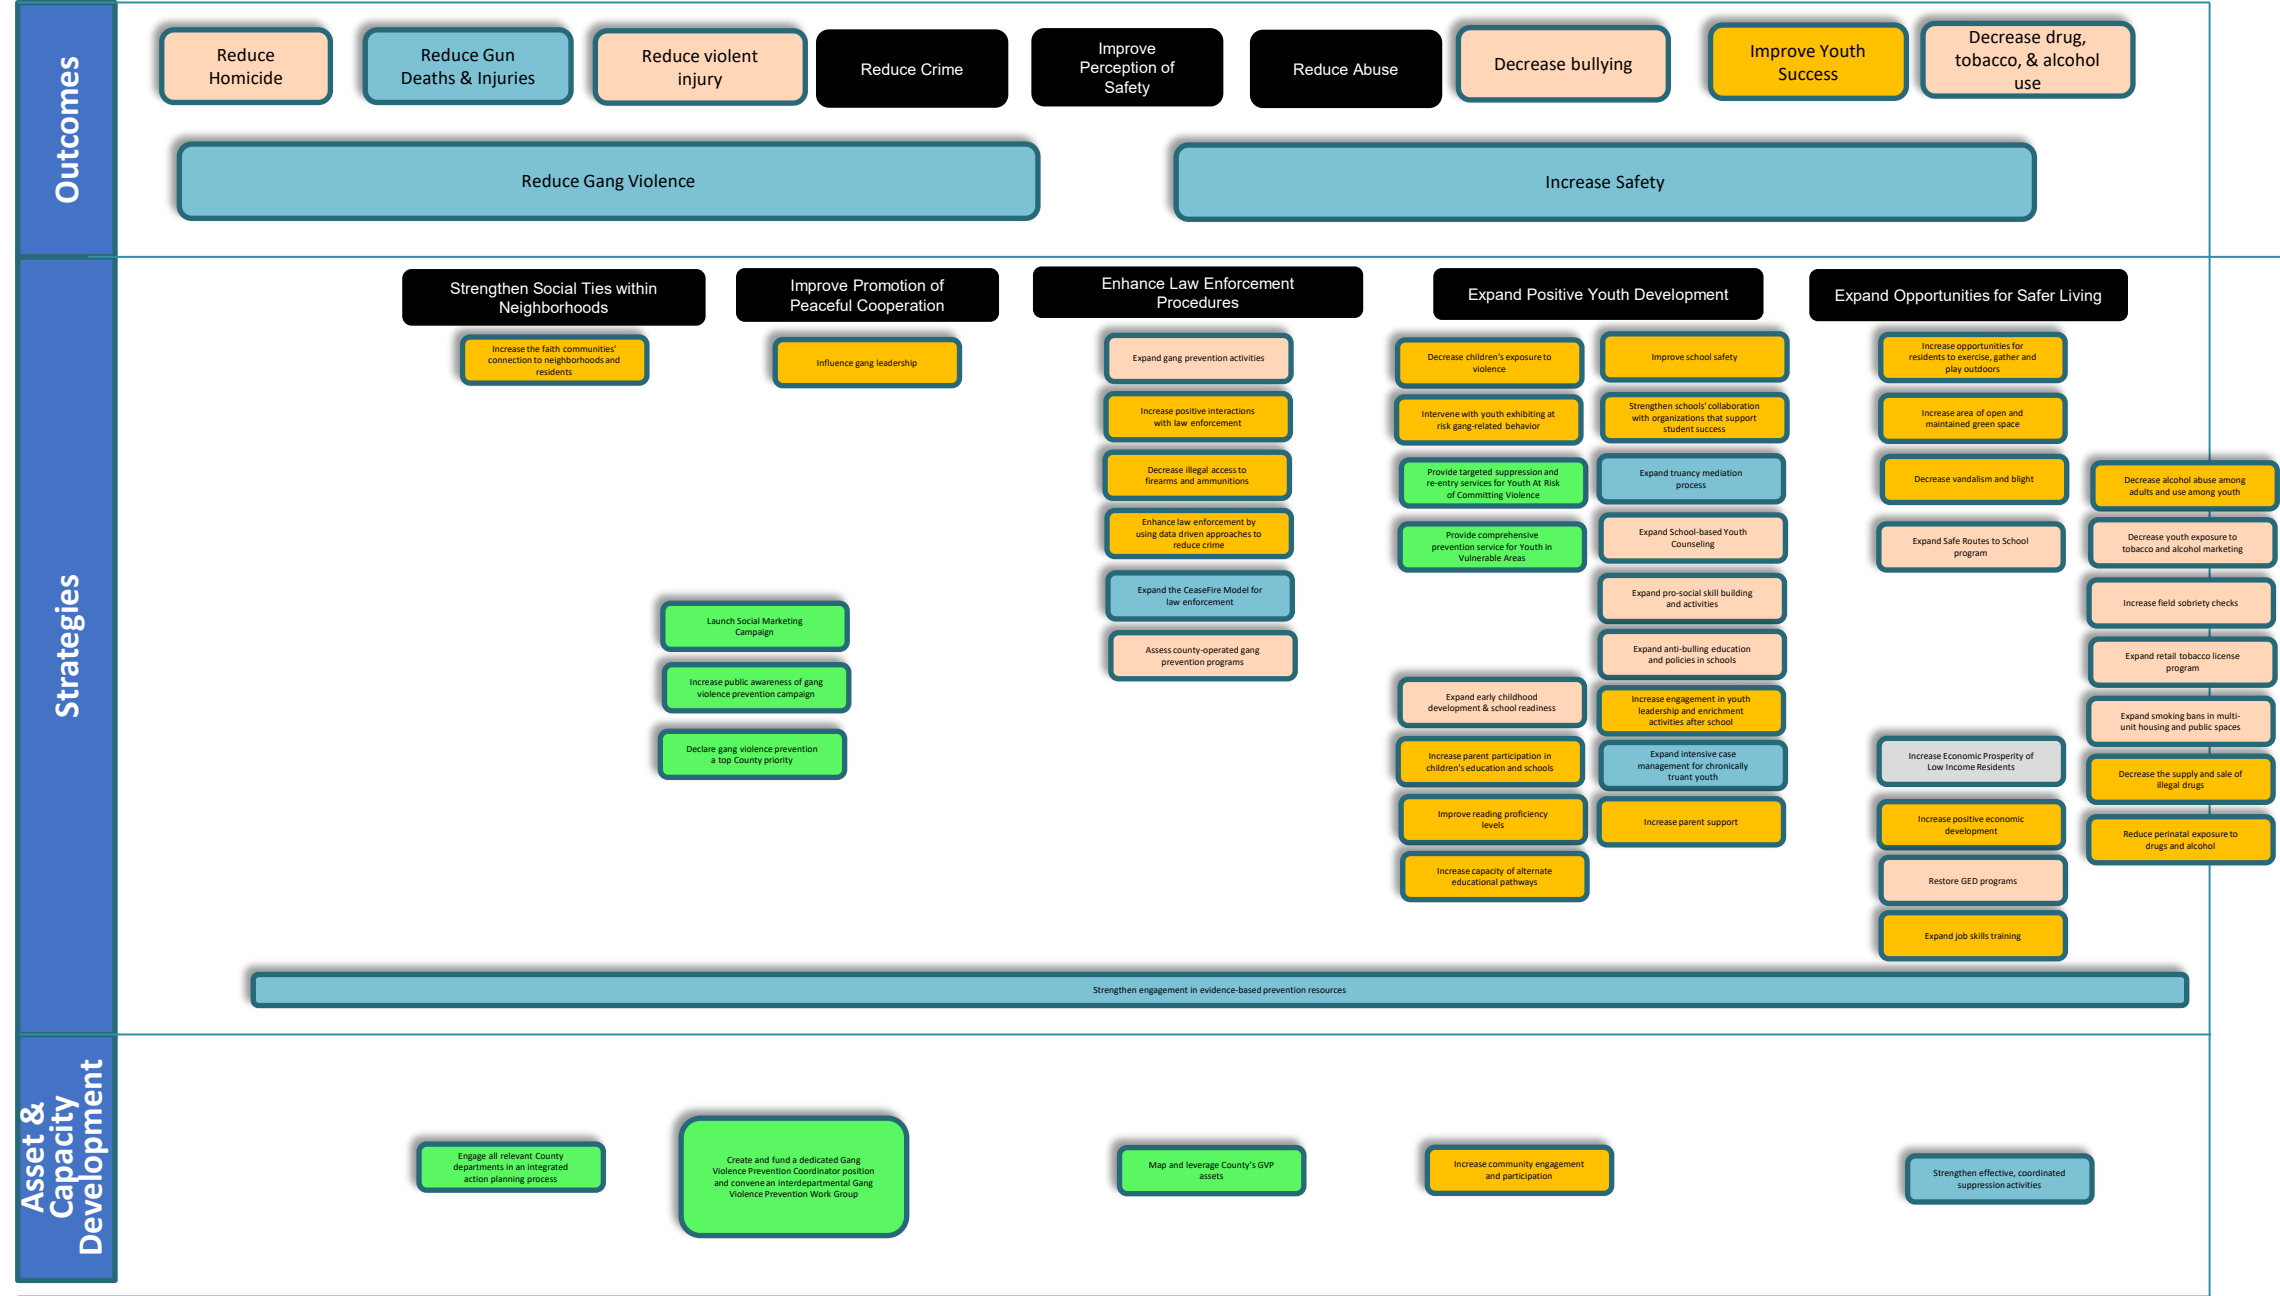 Outcomes
Reduce
Homicide
Reduce Gun
Deaths & Injuries
Reduce violent
injury
Reduce Crime
Improve
Perception of
Safety
Reduce Abuse
Decrease bullying
Improve Youth
Success
Decrease drug,
tobacco, & alcohol
use
Reduce Gang Violence
Increase Safety
Strategies
Strengthen Social Ties within
Neighborhoods
Increase the faith communities'
connection to neighborhoods and
residents
Improve Promotion of
Peaceful Cooperation
Influence gang leadership
Launch Social Marketing
Campaign
Increase public awareness of gang
violence prevention campaign
Declare gang violence prevention
a top County priority
Enhance Law Enforcement
Procedures
Expand gang prevention activities
Increase positive interactions
with law enforcement
Decrease illegal access to
firearms and ammunitions
Enhance law enforcement by
using data driven approaches to
reduce crime
Expand the CeaseFire Model for
law enforcement
Assess county-operated gang
prevention programs
Expand Positive Youth Development
Decrease children's exposure to
violence
Intervene with youth exhibiting at
risk gang-related behavior
Provide targeted suppression and
re-entry services for Youth At Risk
of Committing Violence
Provide comprehensive
prevention service for Youth in
Vulnerable Areas
Expand early childhood
development & school readiness
Increase parent participation in
children's education and schools
Improve reading proficiency
levels
Increase capacity of alternate
educational pathways
Improve school safety
Strengthen schools' collaboration
with organizations that support
student success
Expand truancy mediation
process
Expand School-based Youth
Counseling
Expand pro-social skill building
and activities
Expand anti-bulling education
and policies in schools
Increase engagement in youth
leadership and enrichment
activities after school
Expand intensive case
management for chronically
truant youth
Increase parent support
Expand Opportunities for Safer Living
Increase opportunities for
residents to exercise, gather and
play outdoors
Increase area of open and
maintained green space
Decrease vandalism and blight
Expand Safe Routes to School
program
Increase Economic Prosperity of
Low Income Residents
Increase positive economic
development
Restore GED programs
Expand job skills training
Decrease alcohol abuse among
adults and use among youth
Decrease youth exposure to
tobacco and alcohol marketing
Increase field sobriety checks
Expand retail tobacco license
program
Expand smoking bans in multi-
unit housing and public spaces
Decrease the supply and sale of
illegal drugs
Reduce perinatal exposure to
drugs and alcohol
Strengthen engagement in evidence-based prevention resources
Asset &
Capacity
Development
Engage all relevant County
departments in an integrated
action planning process
Create and fund a dedicated Gang
Violence Prevention Coordinator position
and convene an interdepartmental Gang
Violence Prevention Work Group
Map and leverage County's GVP
assets
Increase community engagement
and participation
Strengthen effective, coordinated
suppression activities